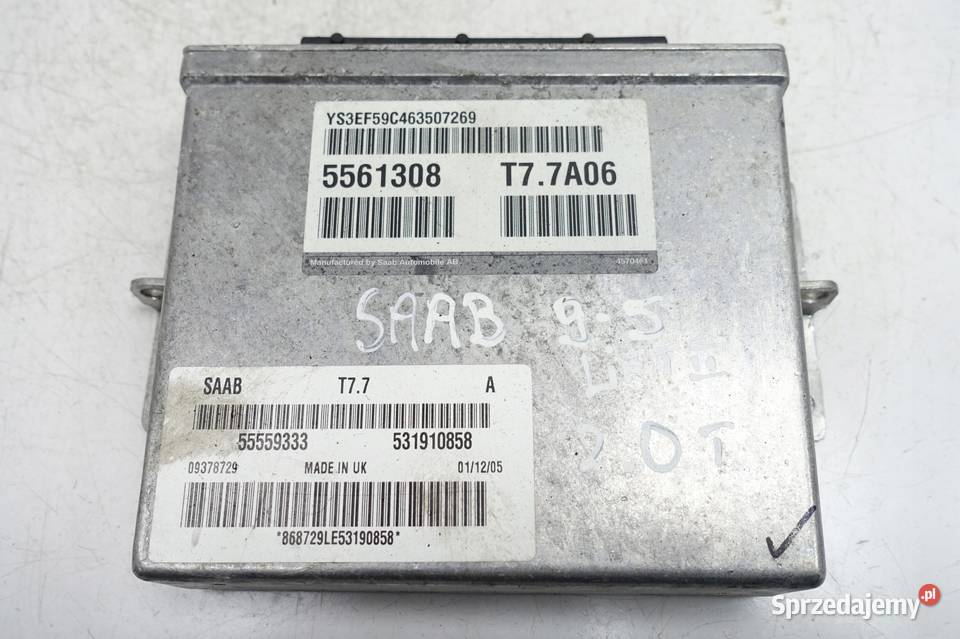 YS3EF59C463507269
5561308 T7.7A06
Manufactured by Saab Automobile AB 4570461
SAAB 9-5
SAAB T7.7 A
55559333 531910858
09378729 MADE IN UK 01/12/05
*868729LE53190858*
OT
Sprzedajemy.pl